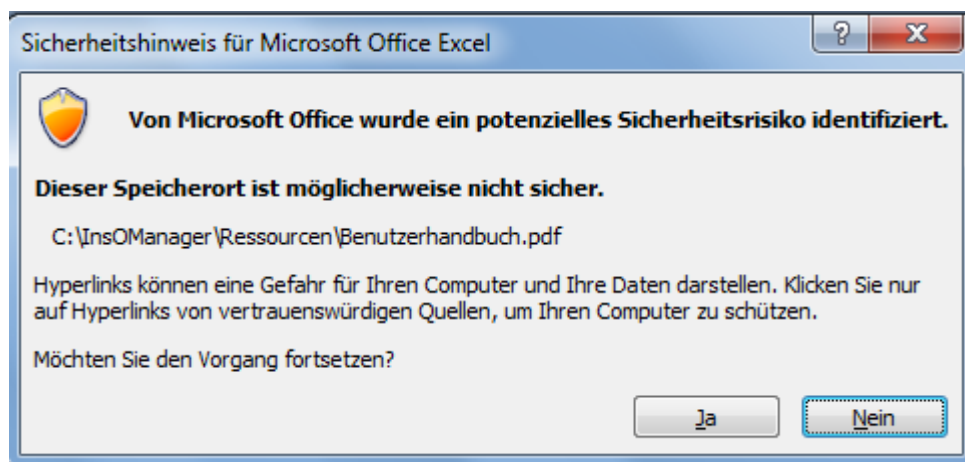 Sicherheitshinweis für Microsoft Office Excel
Von Microsoft Office wurde ein potenzielles Sicherheitsrisiko identifiziert.
Dieser Speicherort ist möglicherweise nicht sicher.
C:\InsOManager\Ressourcen\Benutzerhandbuch.pdf
Hyperlinks können eine Gefahr für Ihren Computer und Ihre Daten darstellen. Klicken Sie nur
auf Hyperlinks von vertrauenswürdigen Quellen, um Ihren Computer zu schützen.
Möchten Sie den Vorgang fortsetzen?
Ja Nein